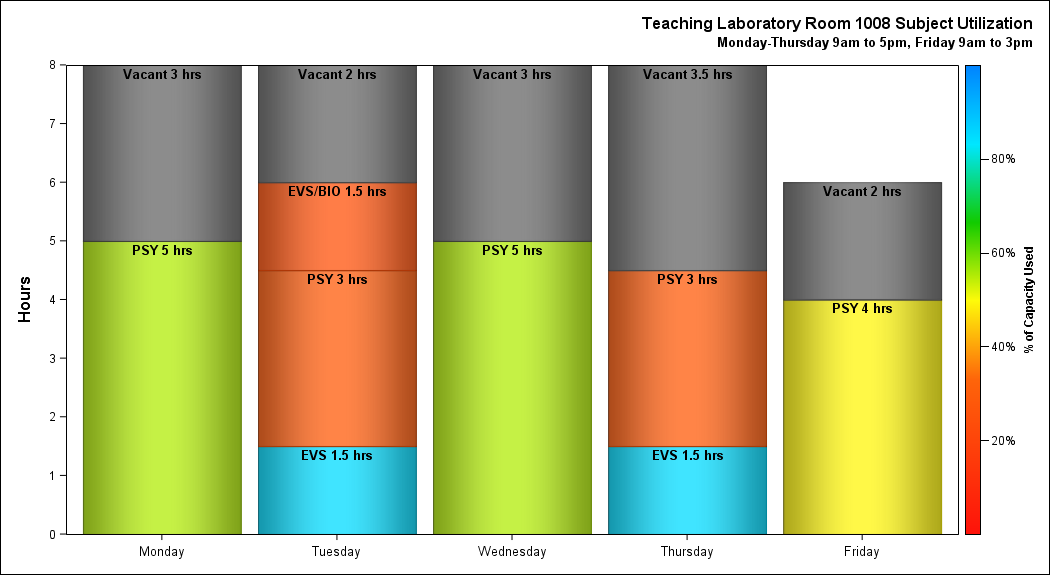 Teaching Laboratory Room 1008 Subject Utilization
Monday-Thursday 9am to 5pm, Friday 9am to 3pm
8
7
6
5
4
3
2
1
0
Hours
Vacant 3 hrs
PSY 5 hrs
Vacant 2 hrs
EVS/BIO 1.5 hrs
PSY 3 hrs
EVS 1.5 hrs
Vacant 3 hrs
PSY 5 hrs
Vacant 3.5 hrs
PSY 3 hrs
EVS 1.5 hrs
Vacant 2 hrs
PSY 4 hrs
Monday
Tuesday
Wednesday
Thursday
Friday
80%
60%
40%
20%
% of Capacity Used